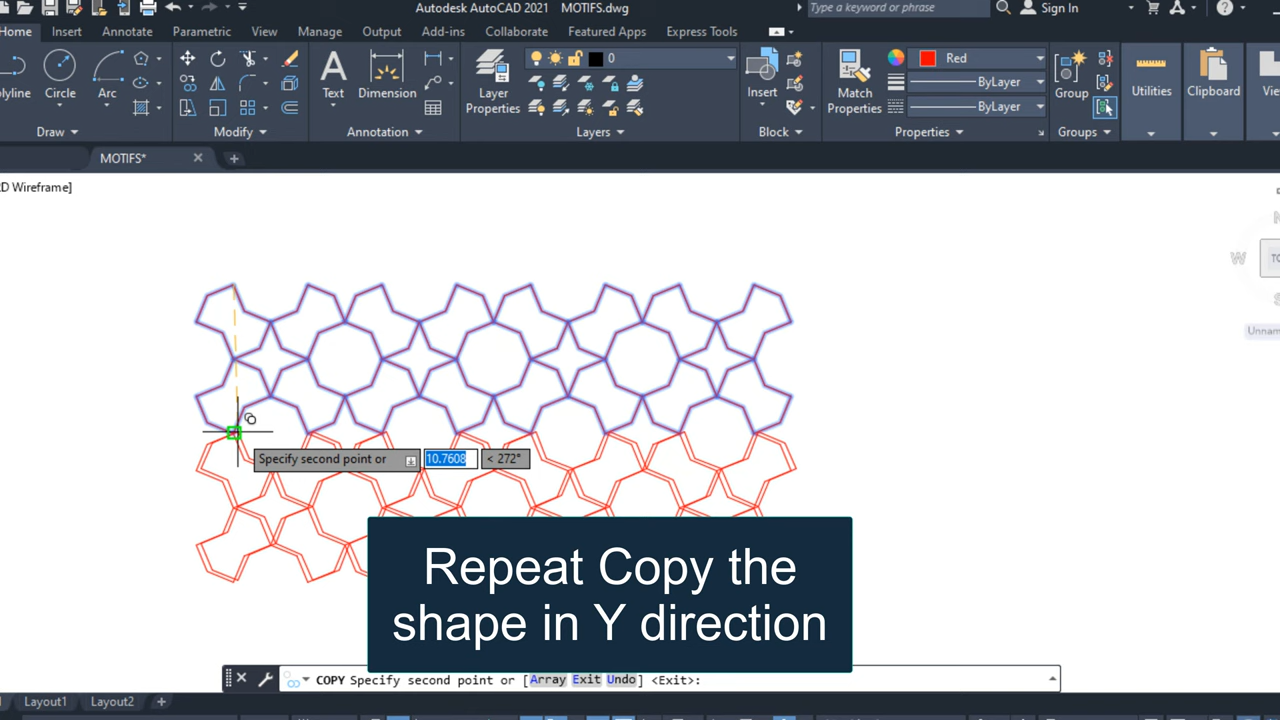 Autodesk AutoCAD 2021 MOTIFS.dwg
Type a keyword or phrase
Sign In
Home Insert Annotate Parametric View Manage Output Add-ins Collaborate Featured Apps Express Tools
Circle Arc Text Dimension Layer Properties 0 Insert Match Properties Red ByLayer ByLayer Group Utilities Clipboard
Draw Modify Annotation Layers Block Properties Groups
MOTIFS*
2D Wireframe]
W
S
Specify second point or 10.7608 < 272°
Repeat Copy the
shape in Y direction
COPY Specify second point or [Array Exit Undo] <Exit>:
Layout1 Layout2